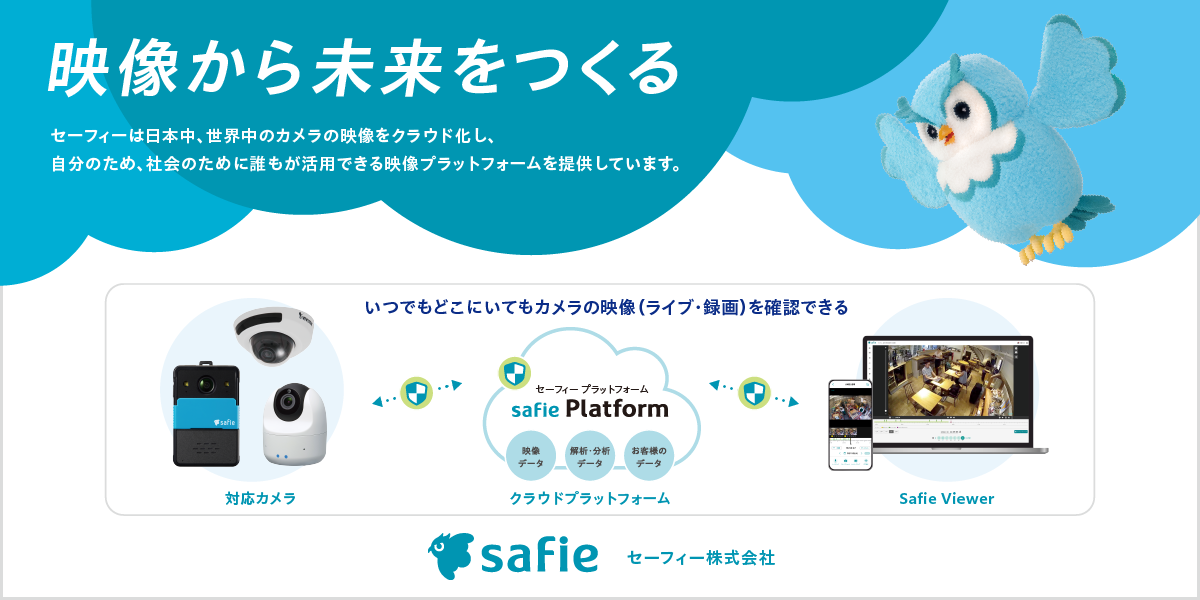 映像から未来をつくる
セーフィーは日本中、世界中のカメラの映像をクラウド化し、
自分のため、社会のために誰もが活用できる映像プラットフォームを提供しています。
いつでもどこにいてもカメラの映像(ライブ・録画)を確認できる
safie
対応カメラ
セーフィー プラットフォーム
safie Platform
映像
データ
解析・分析
データ
お客様の
データ
クラウドプラットフォーム
Safie Viewer
safie セーフィー株式会社